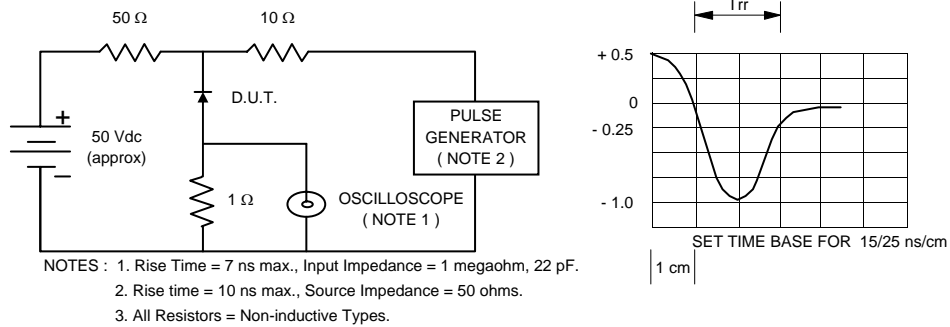 50 Ω
10 Ω
Trr
+ 0.5
D.U.T.
+
50 Vdc
(approx)
−
PULSE
GENERATOR
( NOTE 2 )
0
- 0.25
1 Ω
OSCILLOSCOPE
( NOTE 1 )
- 1.0
SET TIME BASE FOR 15/25 ns/cm
1 cm
NOTES : 1. Rise Time = 7 ns max., Input Impedance = 1 megaohm, 22 pF.
2. Rise time = 10 ns max., Source Impedance = 50 ohms.
3. All Resistors = Non-inductive Types.